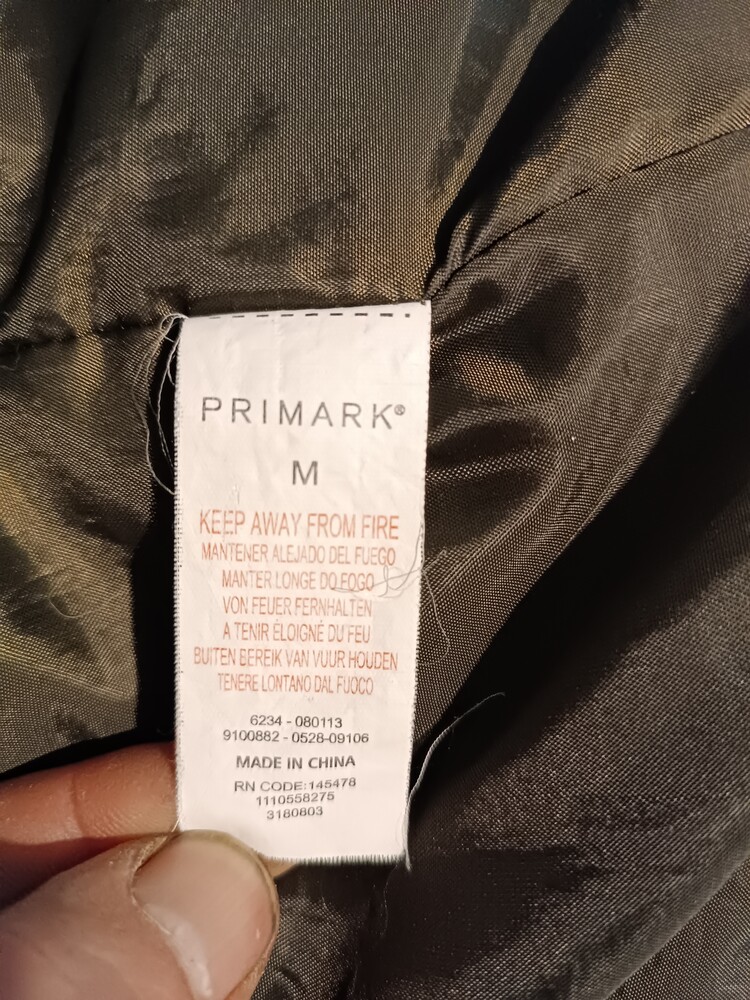 PRIMARK®
M
KEEP AWAY FROM FIRE
MANTENER ALEJADO DEL FUEGO
MANTER LONGE DO FOGO
VON FEUER FERNHALTEN
A TENIR ÉLOIGNÉ DU FEU
BUITEN BEREIK VAN VUUR HOUDEN
TENERE LONTANO DAL FUOCO
6234 - 080113
9100882 - 0528-09106
MADE IN CHINA
RN CODE:145478
1110558275
3180803